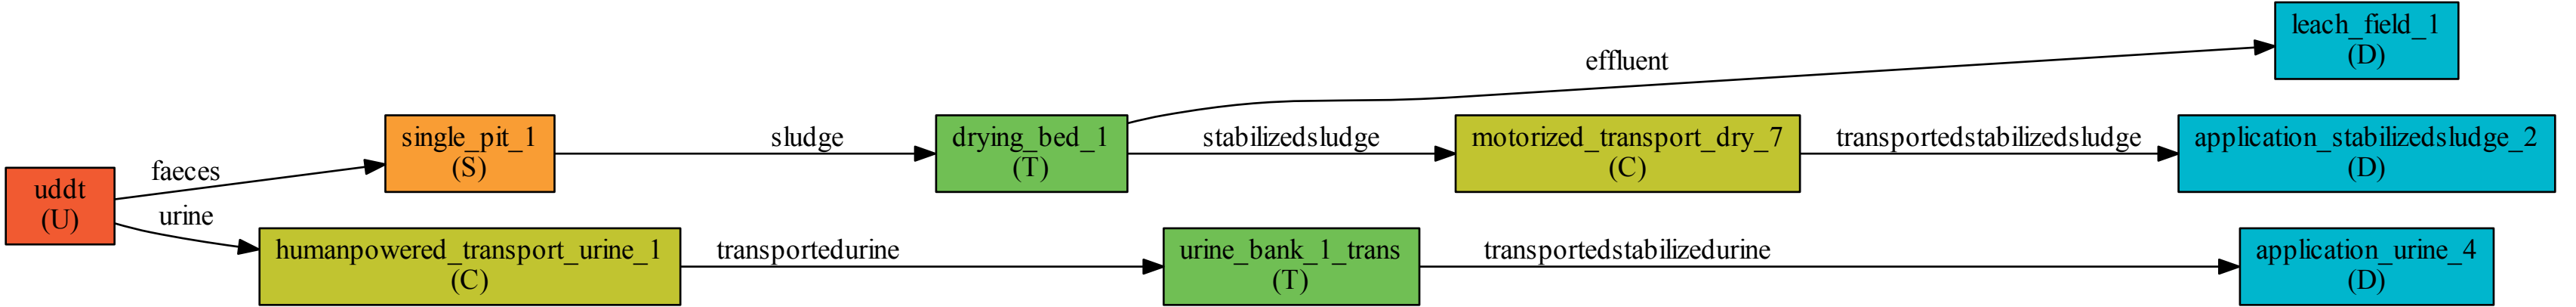 leach_field_1
(D)
effluent
single_pit_1
(S)
sludge
drying_bed_1
(T)
stabilizedsludge
motorized_transport_dry_7
(C)
transportedstabilizedsludge
application_stabilizedsludge_2
(D)
faeces
uddt
(U)
urine
humanpowered_transport_urine_1
(C)
transportedurine
urine_bank_1_trans
(T)
transportedstabilizedurine
application_urine_4
(D)